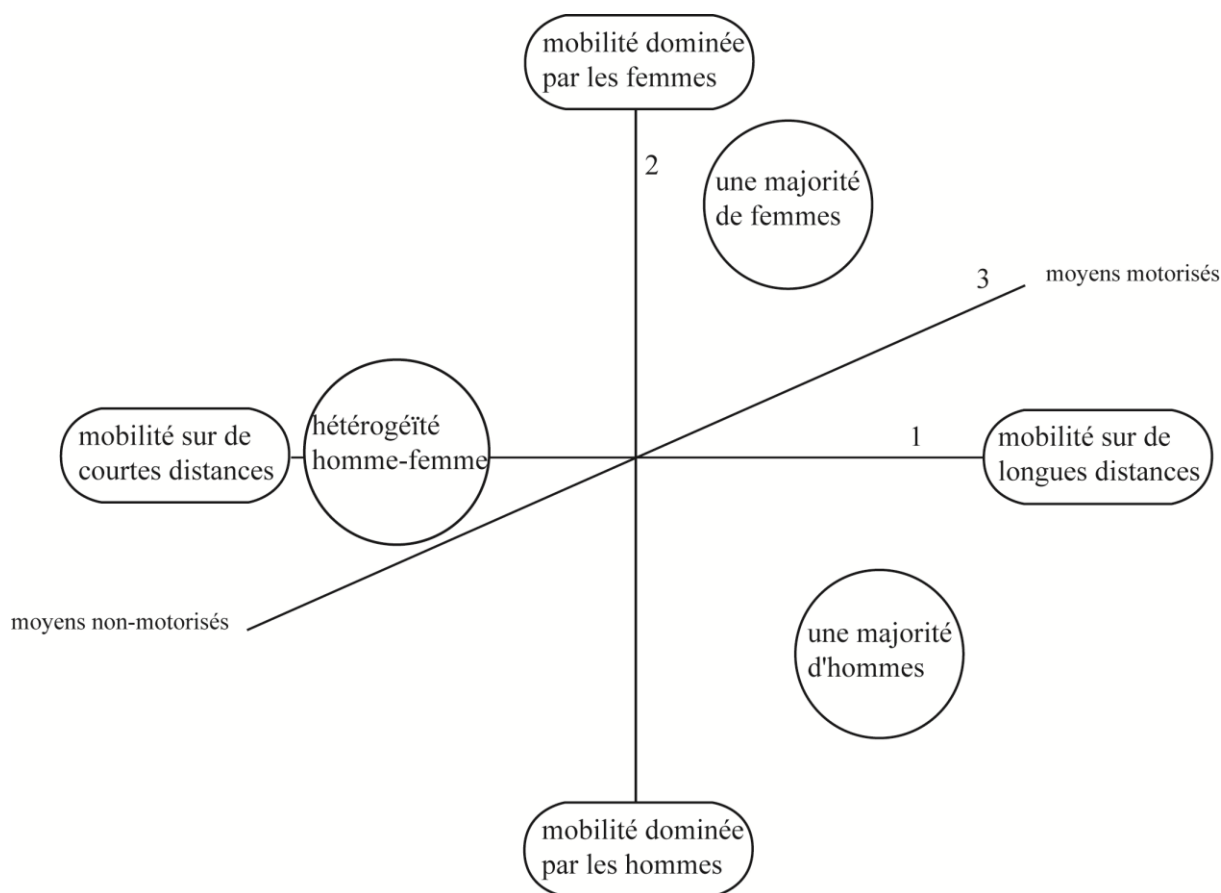 mobilité dominée
par les femmes
2
une majorité
de femmes
3
moyens motorisés
hétérogéïté
homme-femme
mobilité sur de
courtes distances
1
mobilité sur de
longues distances
moyens non-motorisés
une majorité
d'hommes
mobilité dominée
par les hommes